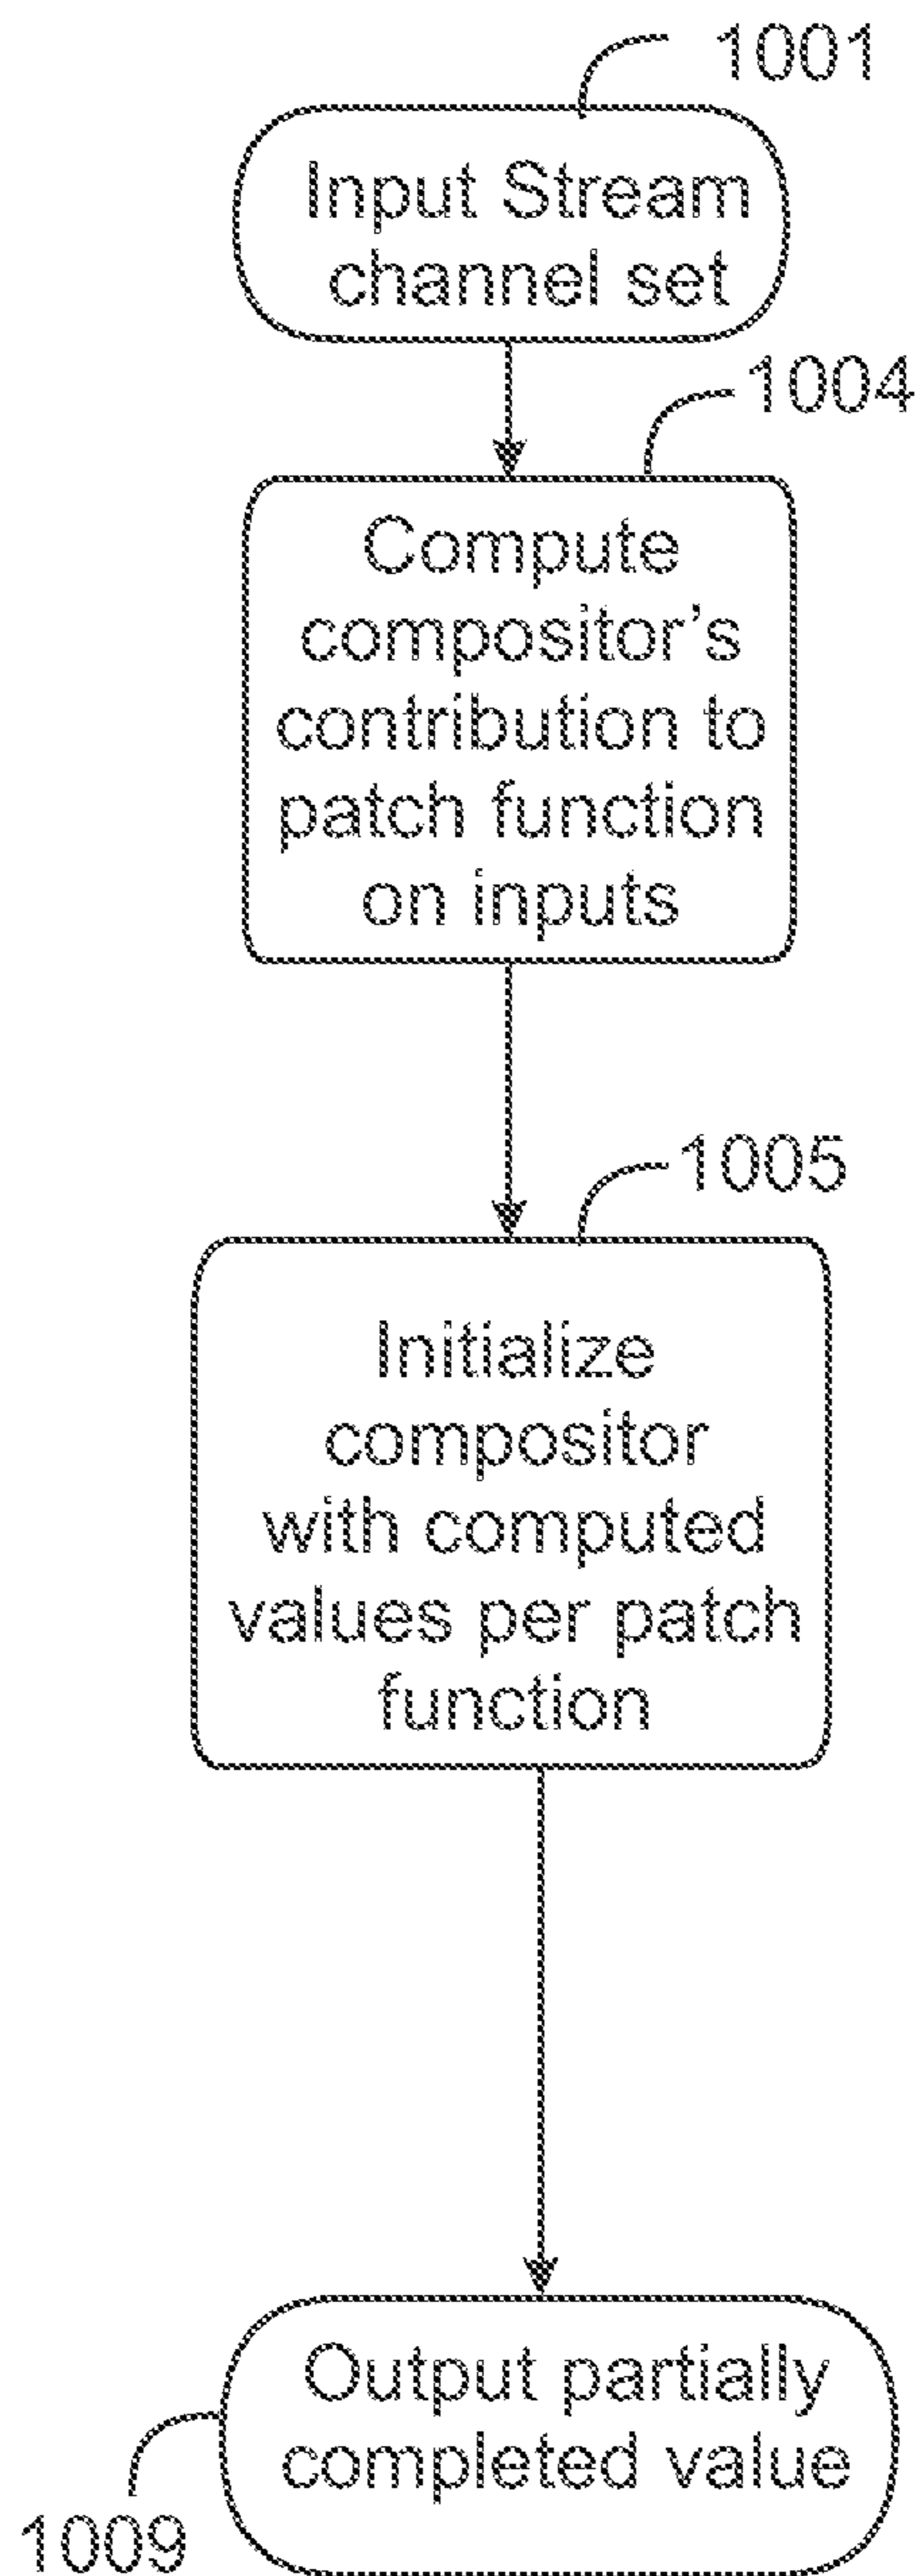 1001
Input Stream
channel set
1004
Compute
compositor's
contribution to
patch function
on inputs
1005
Initialize
compositor
with computed
values per patch
function
Output partially
completed value
1009